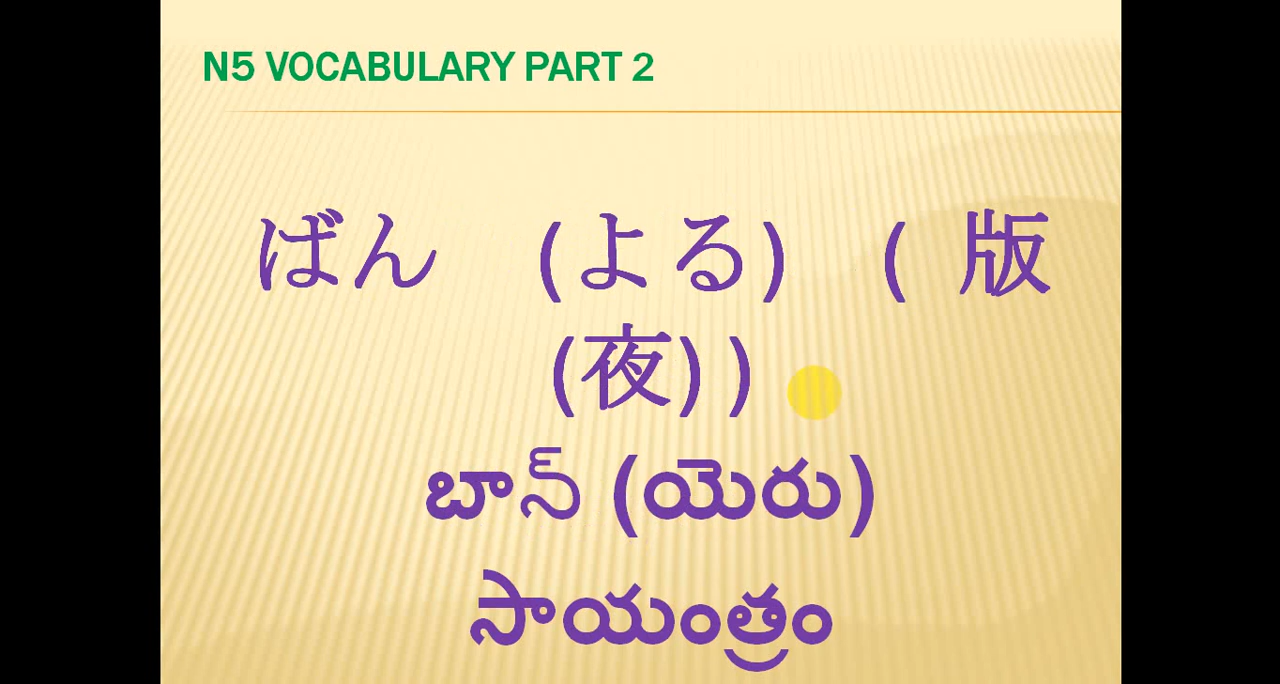 N5 VOCABULARY PART 2
ばん (よる) ( 版
(夜) )
బాన్ (యెరు)
సాయంత్రం